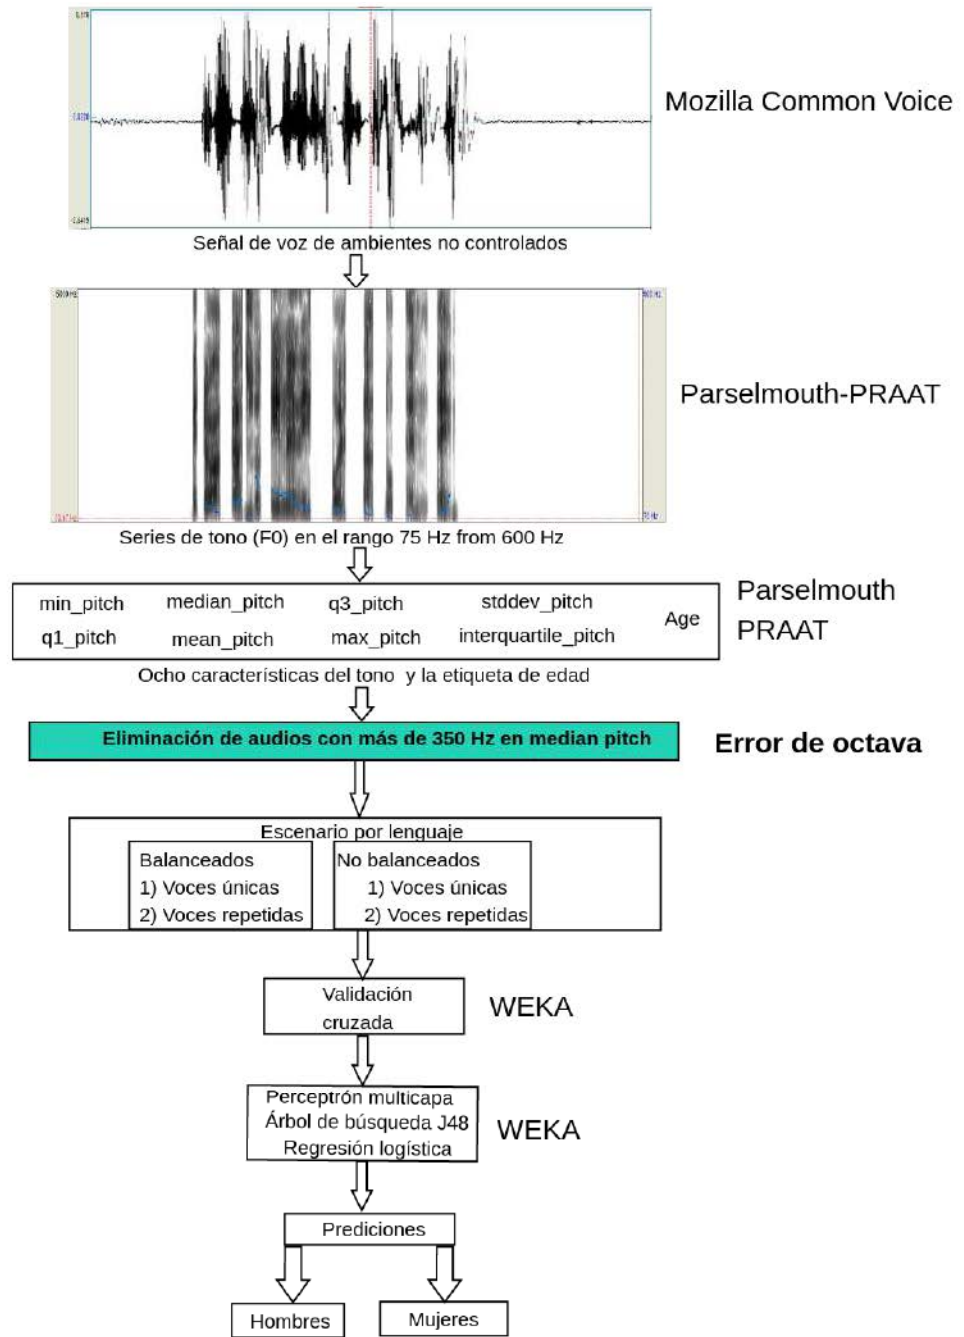 Mozilla Common Voice
Señal de voz de ambientes no controlados
Parselmouth-PRAAT
Series de tono (F0) en el rango 75 Hz from 600 Hz
min_pitch median_pitch q3_pitch stddev_pitch
Age
q1_pitch mean_pitch max_pitch interquartile_pitch
Parselmouth
PRAAT
Ocho características del tono y la etiqueta de edad
Eliminación de audios con más de 350 Hz en median pitch
Error de octava
Escenario por lenguaje
Balanceados
1) Voces únicas
2) Voces repetidas
No balanceados
1) Voces únicas
2) Voces repetidas
Validación
cruzada
WEKA
Perceptrón multicapa
Árbol de búsqueda J48
Regresión logística
WEKA
Prediciones
Hombres
Mujeres